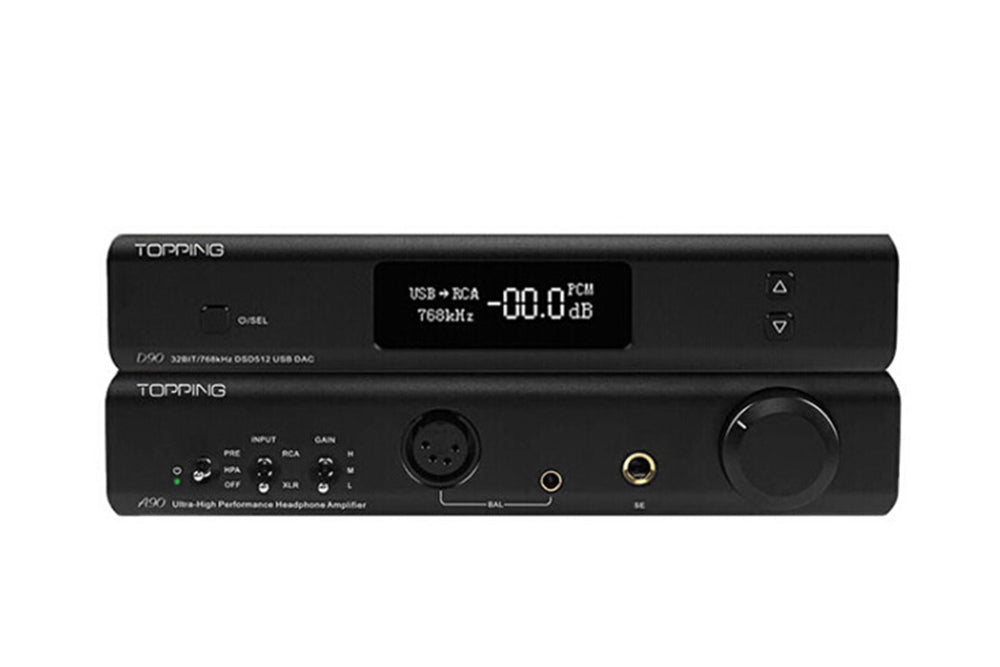 TOPPING
USB→RCA -00.0 PCM
768kHz dB
⏻/SEL
D90 32BIT/768kHz DSD512 USB DAC
TOPPING
INPUT GAIN
PRE RCA H
HPA M
OFF XLR L
BAL
SE
A90 Ultra-High Performance Headphone Amplifier